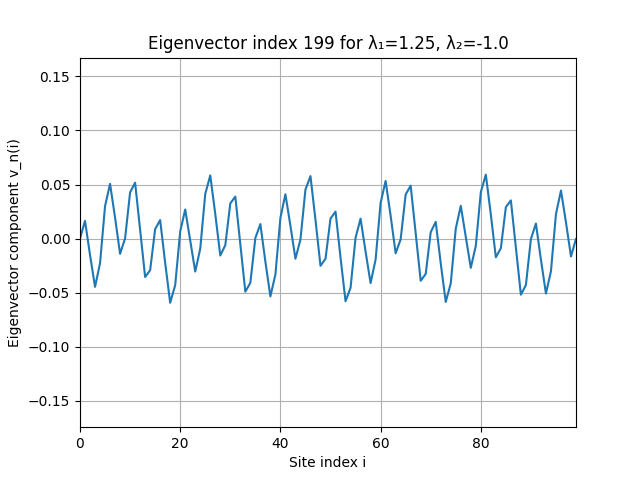 Eigenvector index 199 for λ₁=1.25, λ₂=-1.0
Eigenvector component v_n(i)
0.15
0.10
0.05
0.00
−0.05
−0.10
−0.15
0 20 40 60 80
Site index i